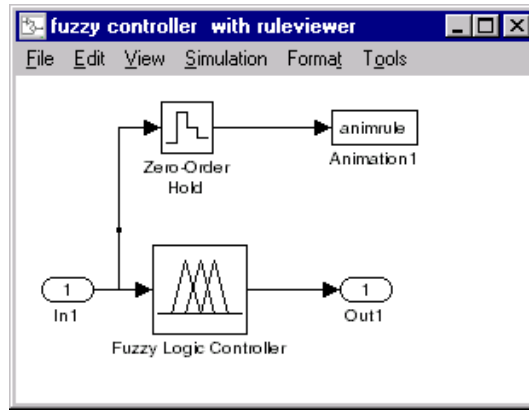 fuzzy controller with ruleviewer
File Edit View Simulation Format Tools
animrule
Zero-Order
Hold
Animation1
1
1
In1
Out1
Fuzzy Logic Controller